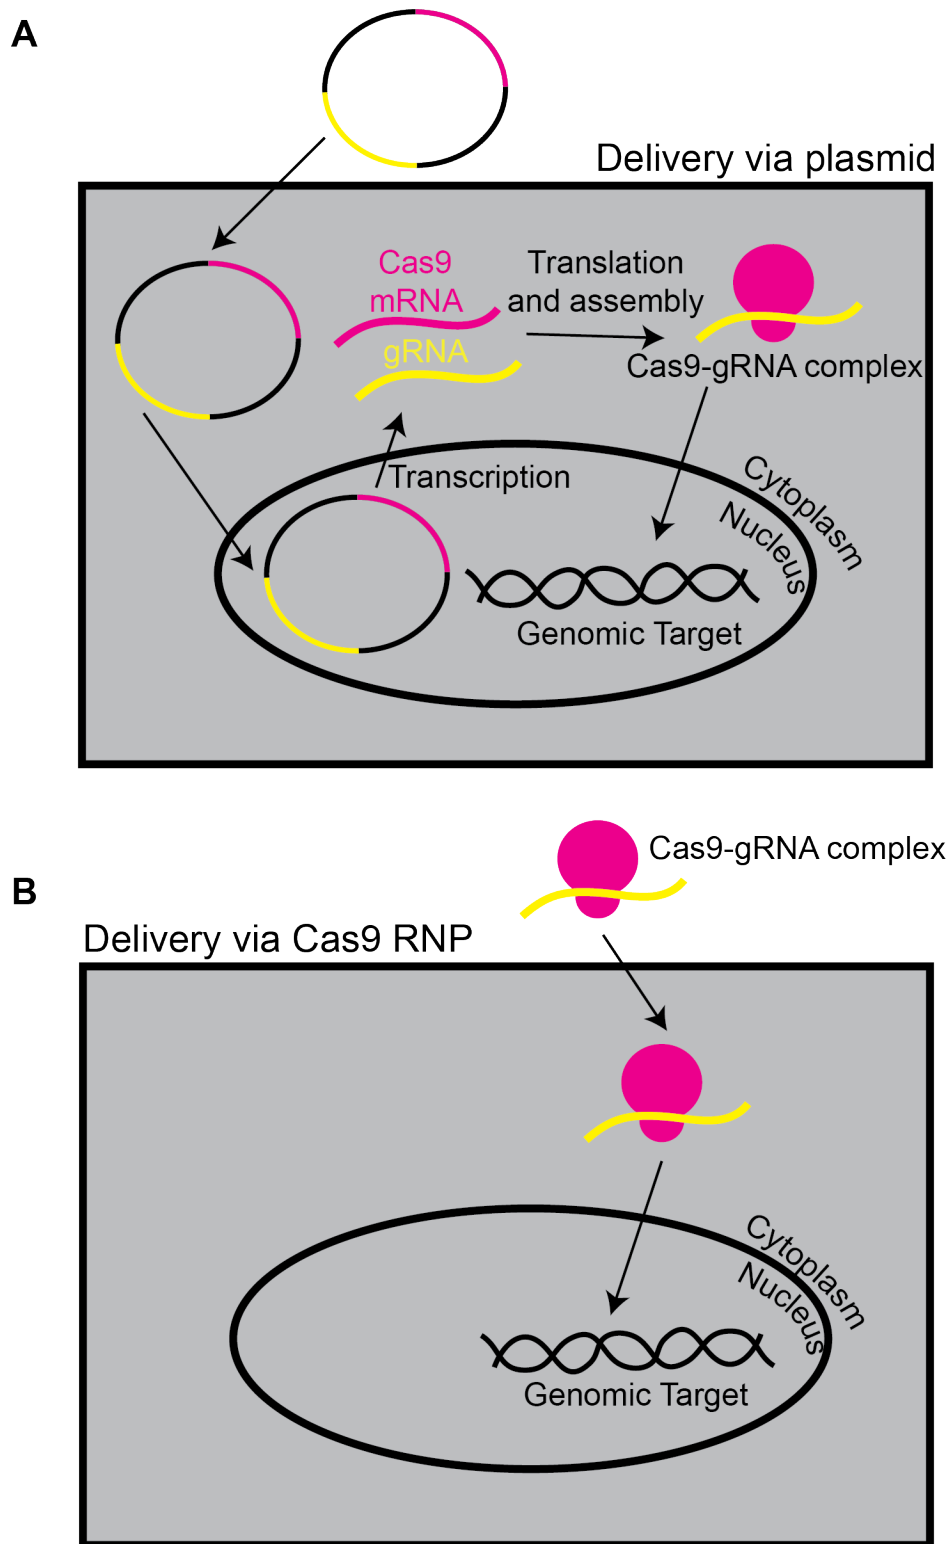 A
Delivery via plasmid
Cas9
mRNA
gRNA
Translation
and assembly
Cas9-gRNA complex
Transcription
Cytoplasm
Nucleus
Genomic Target
Cas9-gRNA complex
B
Delivery via Cas9 RNP
Cytoplasm
Nucleus
Genomic Target